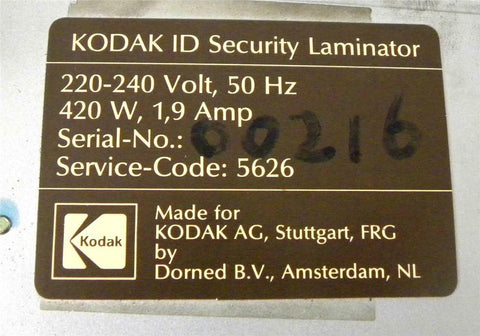 KODAK ID Security Laminator
220-240 Volt, 50 Hz
420 W, 1,9 Amp
Serial-No.: 00216
Service-Code: 5626
Kodak
Made for
KODAK AG, Stuttgart, FRG
by
Dorned B.V., Amsterdam, NL